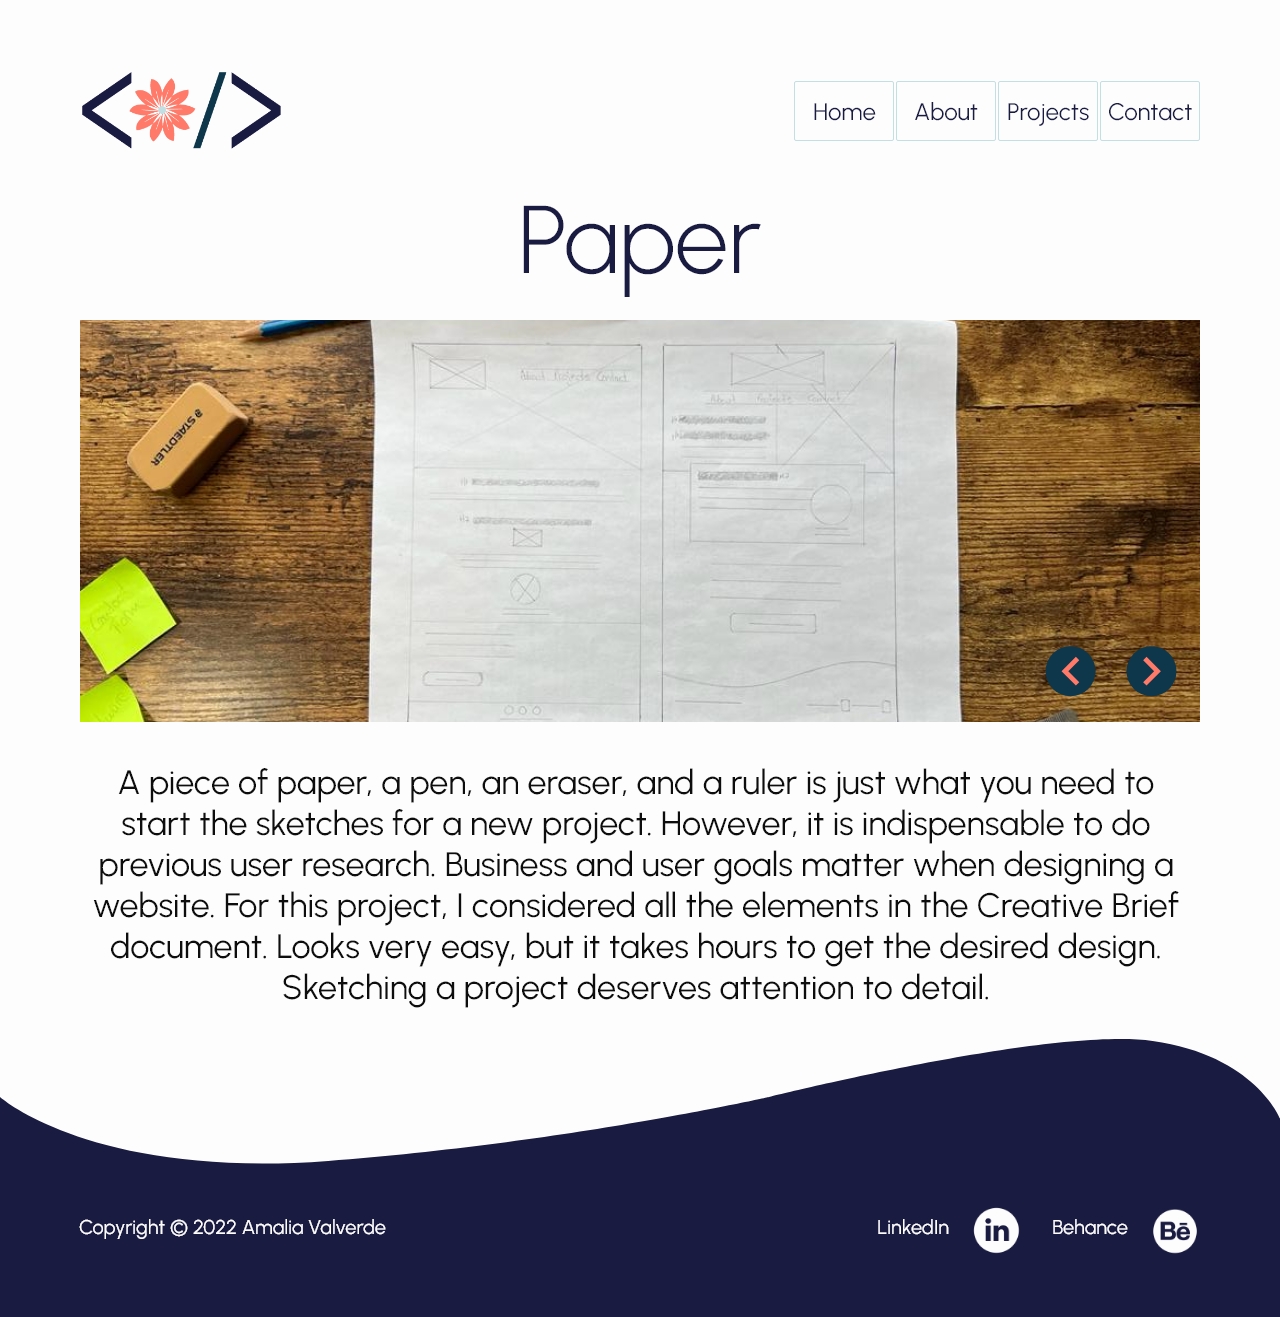 Home About Projects Contact
Paper
About Projects Contact
About Projects Contact
H1
H2
H2
STAEDTLER
Contact
Form
A piece of paper, a pen, an eraser, and a ruler is just what you need to
start the sketches for a new project. However, it is indispensable to do
previous user research. Business and user goals matter when designing a
website. For this project, I considered all the elements in the Creative Brief
document. Looks very easy, but it takes hours to get the desired design.
Sketching a project deserves attention to detail.
Copyright © 2022 Amalia Valverde LinkedIn in Behance Bē